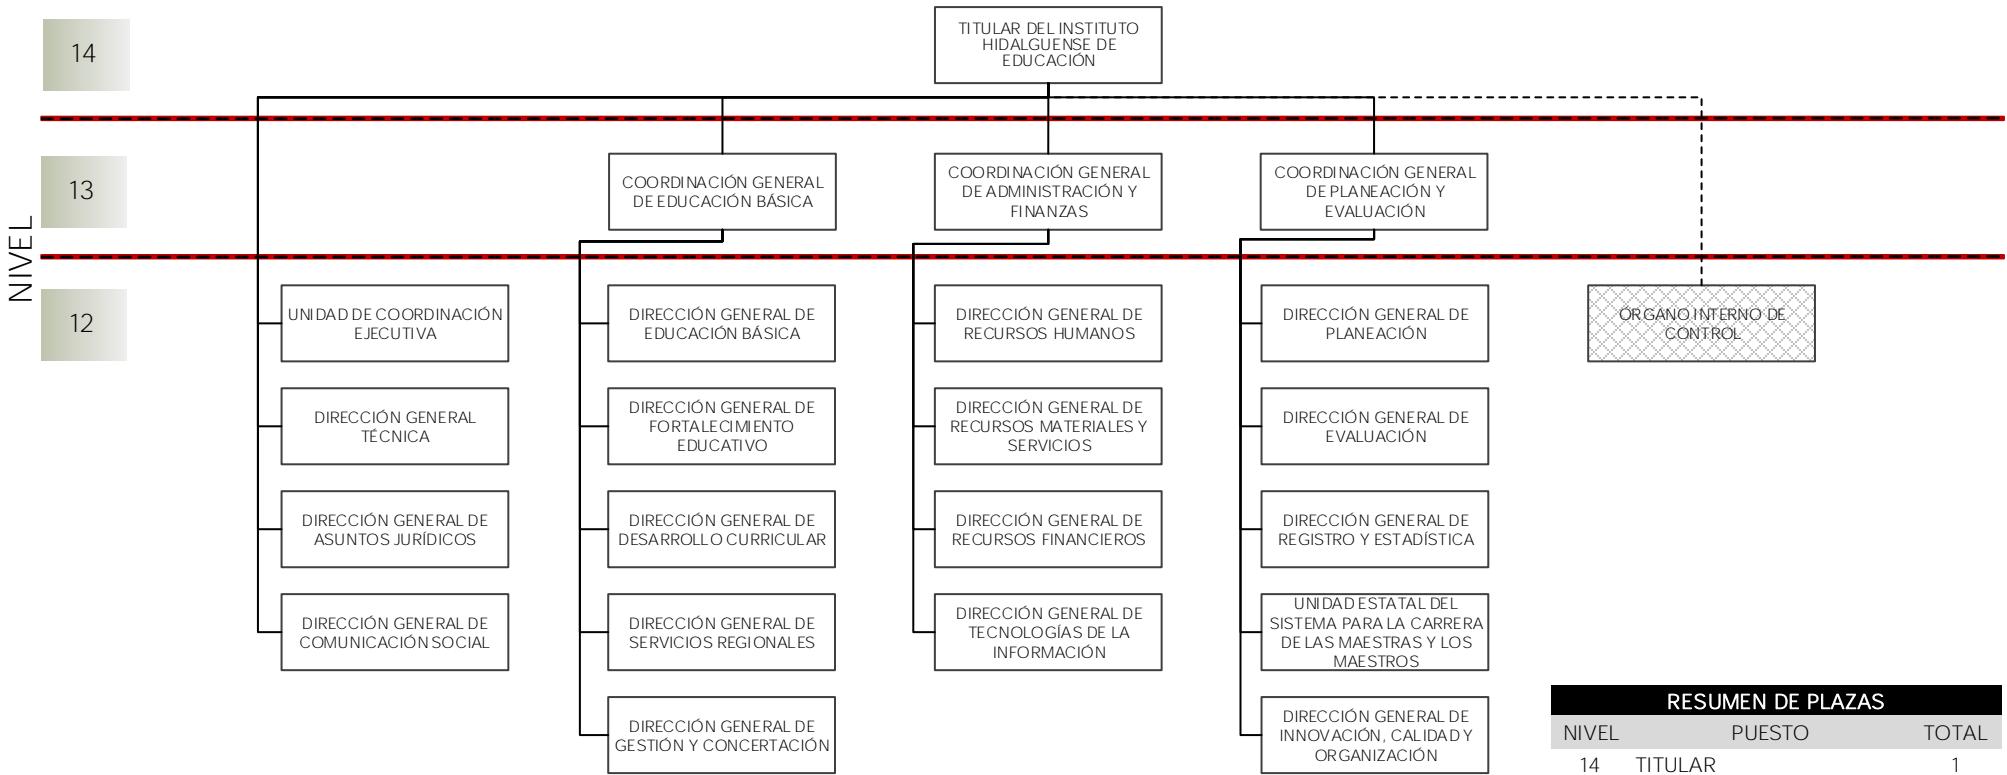 14
TITULAR DEL INSTITUTO
HIDALGUENSE DE
EDUCACIÓN
NIVEL
13
COORDINACIÓN GENERAL
DE EDUCACIÓN BÁSICA
COORDINACIÓN GENERAL
DE ADMINISTRACIÓN Y
FINANZAS
COORDINACIÓN GENERAL
DE PLANEACIÓN Y
EVALUACIÓN
12
UNIDAD DE COORDINACIÓN
EJECUTIVA
DIRECCIÓN GENERAL
TÉCNICA
DIRECCIÓN GENERAL DE
ASUNTOS JURÍDICOS
DIRECCIÓN GENERAL DE
COMUNICACIÓN SOCIAL
DIRECCIÓN GENERAL DE
EDUCACIÓN BÁSICA
DIRECCIÓN GENERAL DE
FORTALECIMIENTO
EDUCATIVO
DIRECCIÓN GENERAL DE
DESARROLLO CURRICULAR
DIRECCIÓN GENERAL DE
SERVICIOS REGIONALES
DIRECCIÓN GENERAL DE
GESTIÓN Y CONCERTACIÓN
DIRECCIÓN GENERAL DE
RECURSOS HUMANOS
DIRECCIÓN GENERAL DE
RECURSOS MATERIALES Y
SERVICIOS
DIRECCIÓN GENERAL DE
RECURSOS FINANCIEROS
DIRECCIÓN GENERAL DE
TECNOLOGÍAS DE LA
INFORMACIÓN
DIRECCIÓN GENERAL DE
PLANEACIÓN
DIRECCIÓN GENERAL DE
EVALUACIÓN
DIRECCIÓN GENERAL DE
REGISTRO Y ESTADÍSTICA
UNIDAD ESTATAL DEL
SISTEMA PARA LA CARRERA
DE LAS MAESTRAS Y LOS
MAESTROS
DIRECCIÓN GENERAL DE
INNOVACIÓN, CALIDAD Y
ORGANIZACIÓN
ÓRGANO INTERNO DE
CONTROL
RESUMEN DE PLAZAS
NIVEL PUESTO TOTAL
14 TITULAR 1